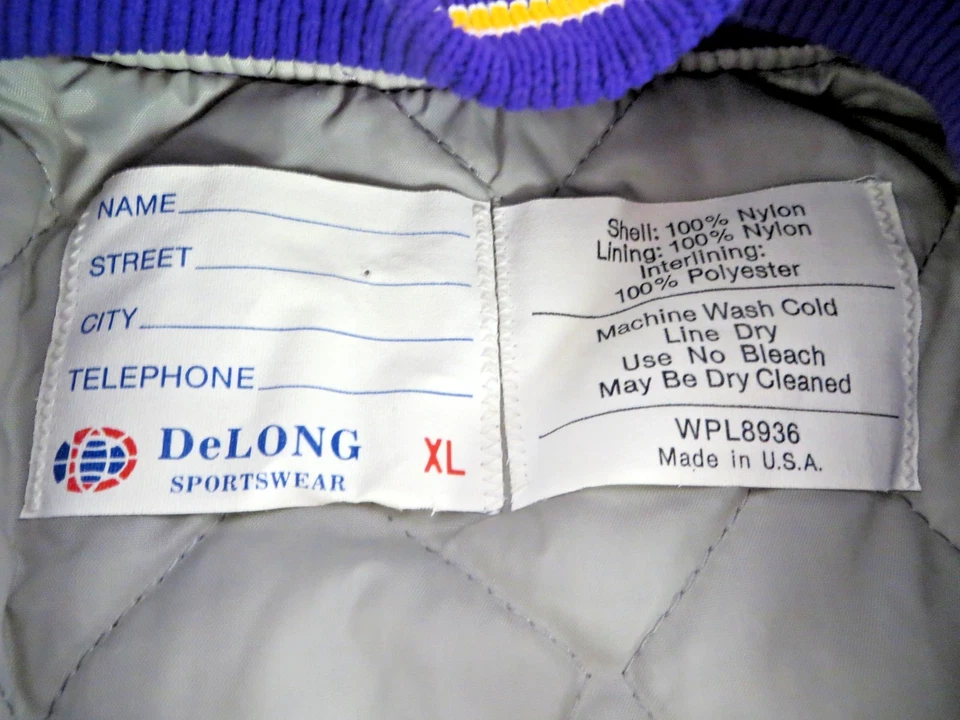 NAME
STREET
CITY
TELEPHONE
DeLONG
SPORTSWEAR
XL
Shell: 100% Nylon
Lining: 100% Nylon
Interlining:
100% Polyester
Machine Wash Cold
Line Dry
Use No Bleach
May Be Dry Cleaned
WPL8936
Made in U.S.A.